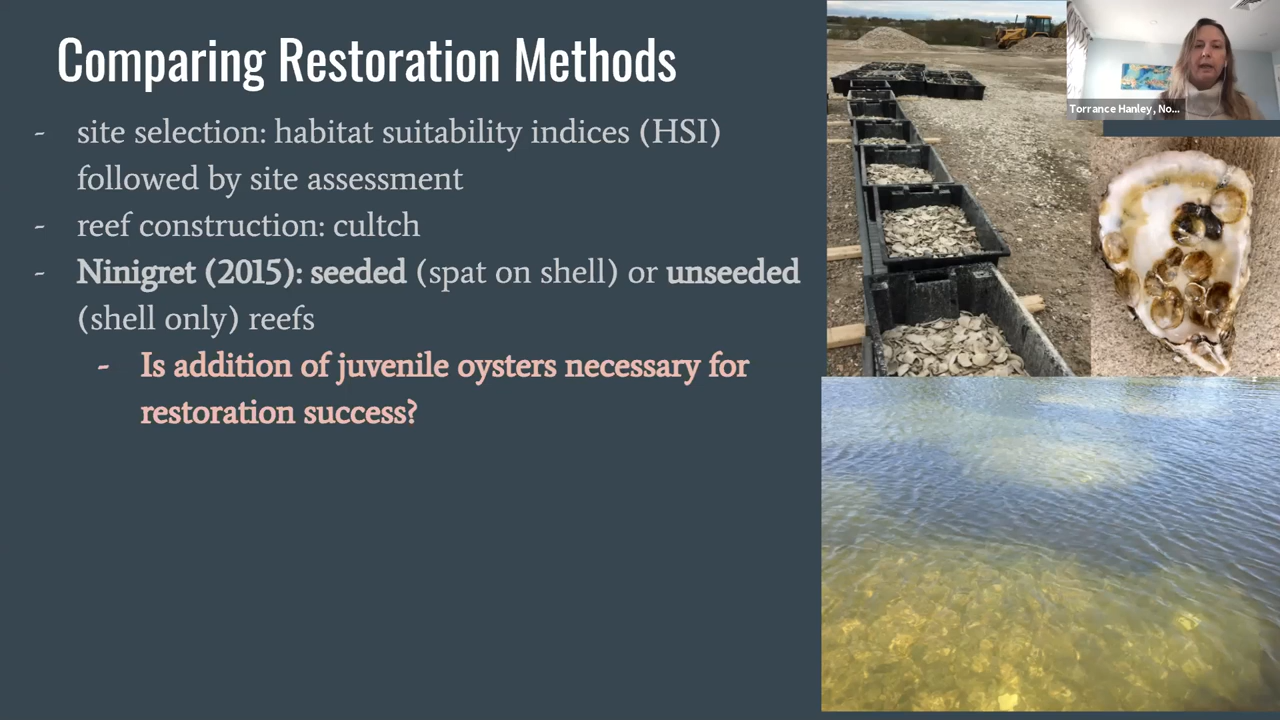 Comparing Restoration Methods
- site selection: habitat suitability indices (HSI)
followed by site assessment
- reef construction: cultch
- Ninigret (2015): seeded (spat on shell) or unseeded
(shell only) reefs
- Is addition of juvenile oysters necessary for
restoration success?
Torrance Hanley, No...